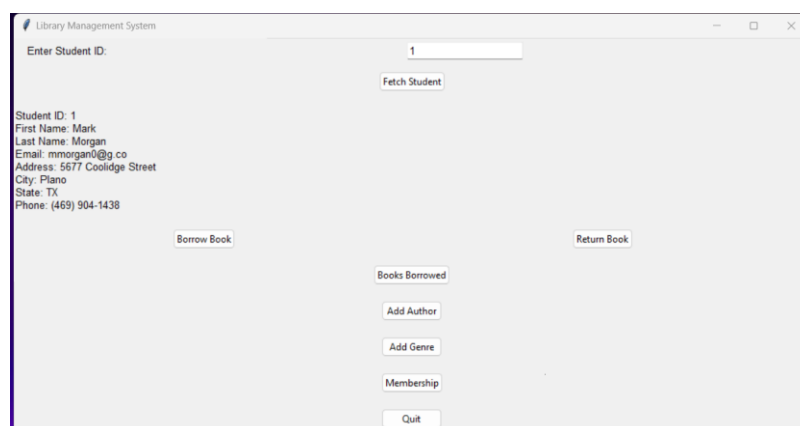 Library Management System
Enter Student ID: 1
Fetch Student
Student ID: 1
First Name: Mark
Last Name: Morgan
Email: mmorgan0@g.co
Address: 5677 Coolidge Street
City: Plano
State: TX
Phone: (469) 904-1438
Borrow Book Return Book
Books Borrowed
Add Author
Add Genre
Membership
Quit